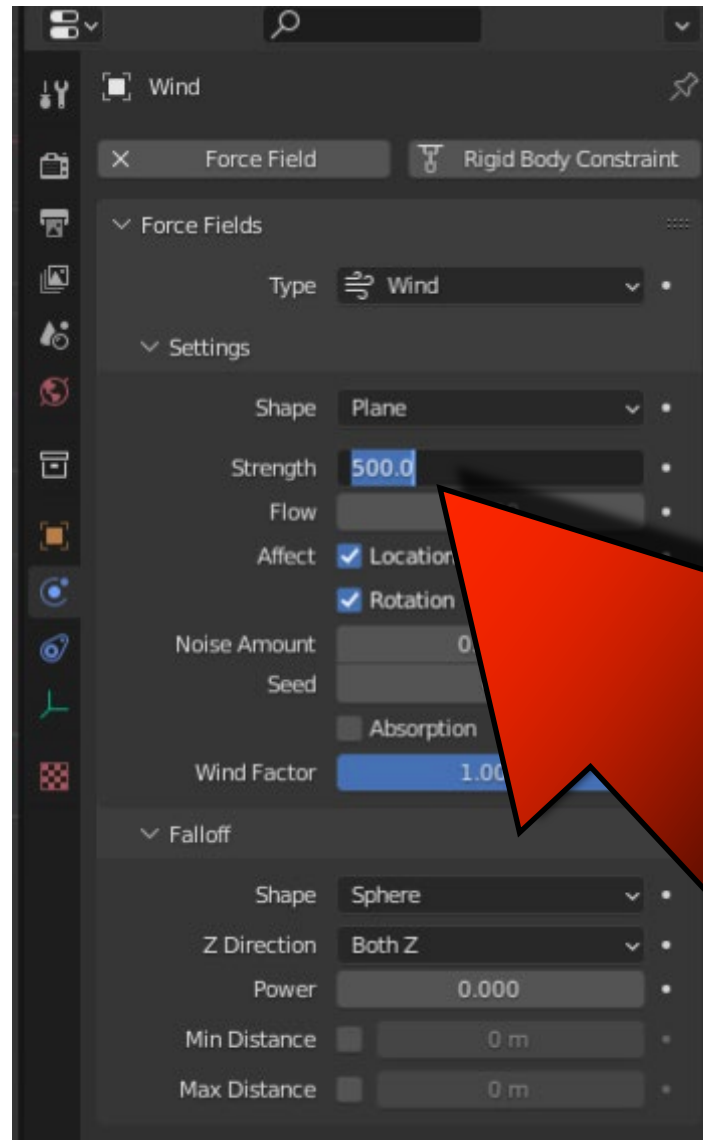 Wind
Force Field
Rigid Body Constraint
Force Fields
Type Wind
Settings
Shape Plane
Strength 500.0
Flow
Affect Location
Rotation
Noise Amount
Seed
Absorption
Wind Factor
Falloff
Shape Sphere
Z Direction Both Z
Power 0.000
Min Distance 0 m
Max Distance 0 m